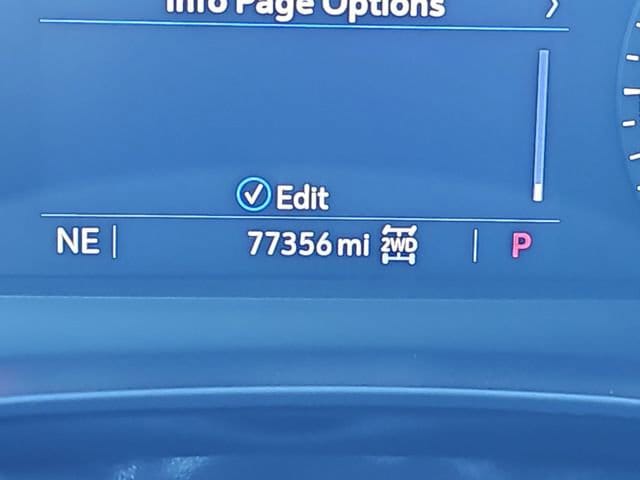 Info Page Options
Edit
NE 77356 mi 2WD P